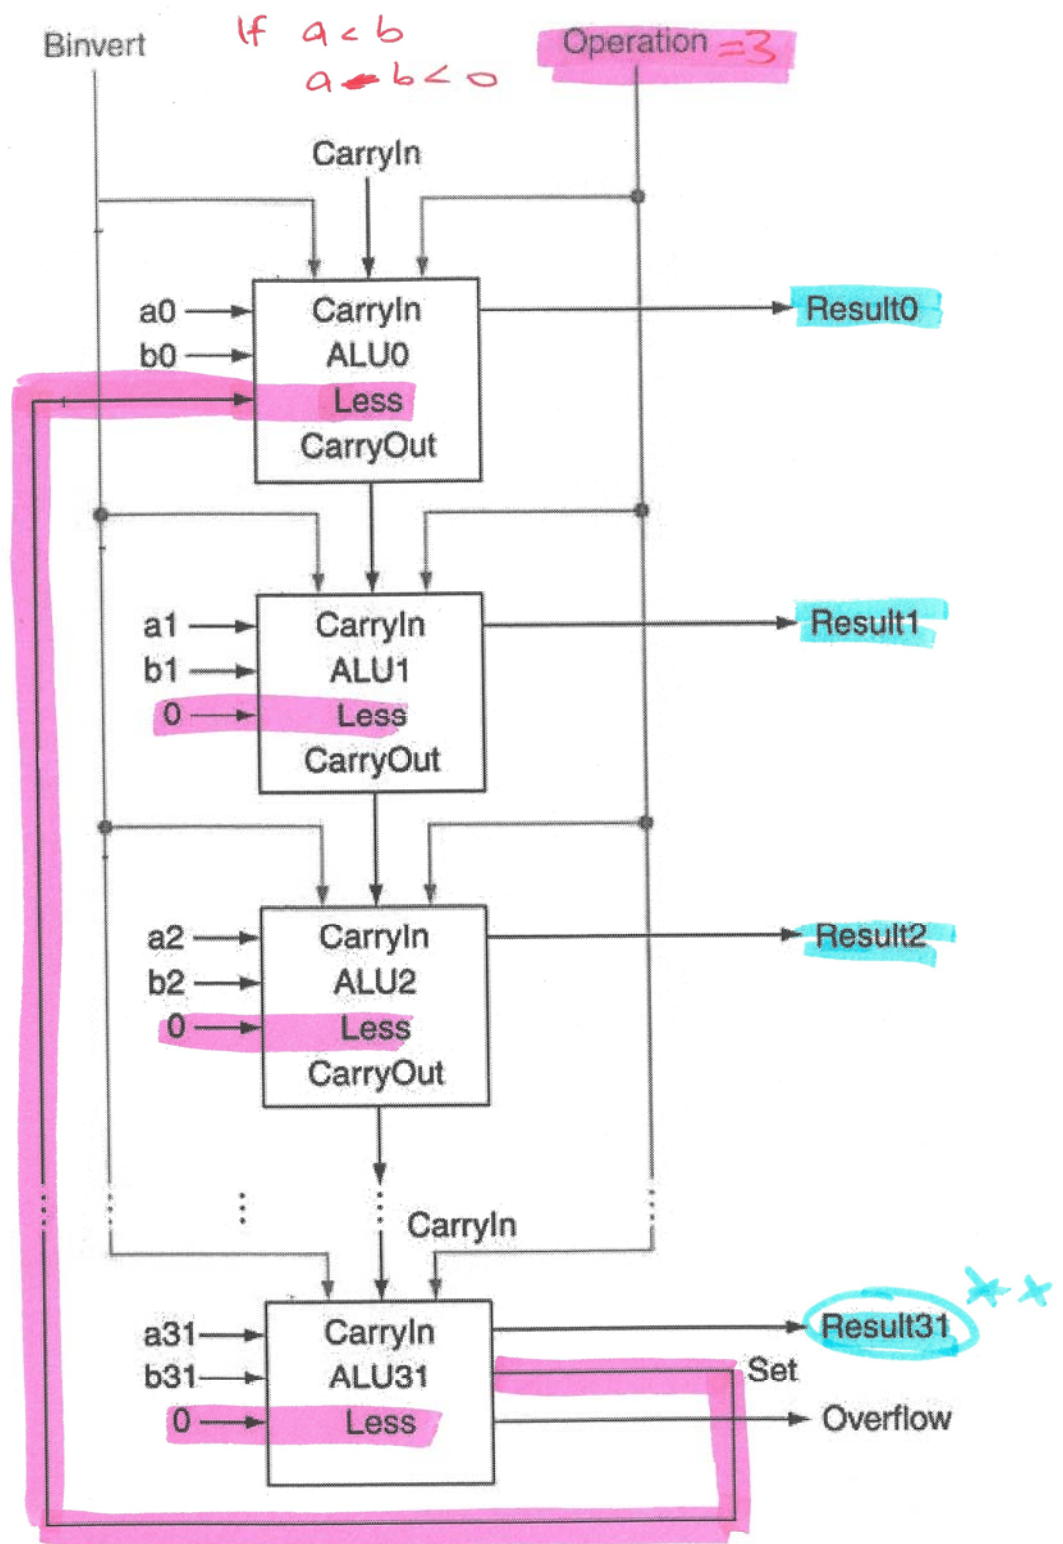 Binvert
If a < b
a - b < 0
Operation =3
CarryIn
a0
CarryIn
Result0
b0
ALU0
Less
CarryOut
a1
CarryIn
Result1
b1
ALU1
0
Less
CarryOut
a2
CarryIn
Result2
b2
ALU2
0
Less
CarryOut
CarryIn
a31
CarryIn
Result31
b31
ALU31
Set
0
Less
Overflow